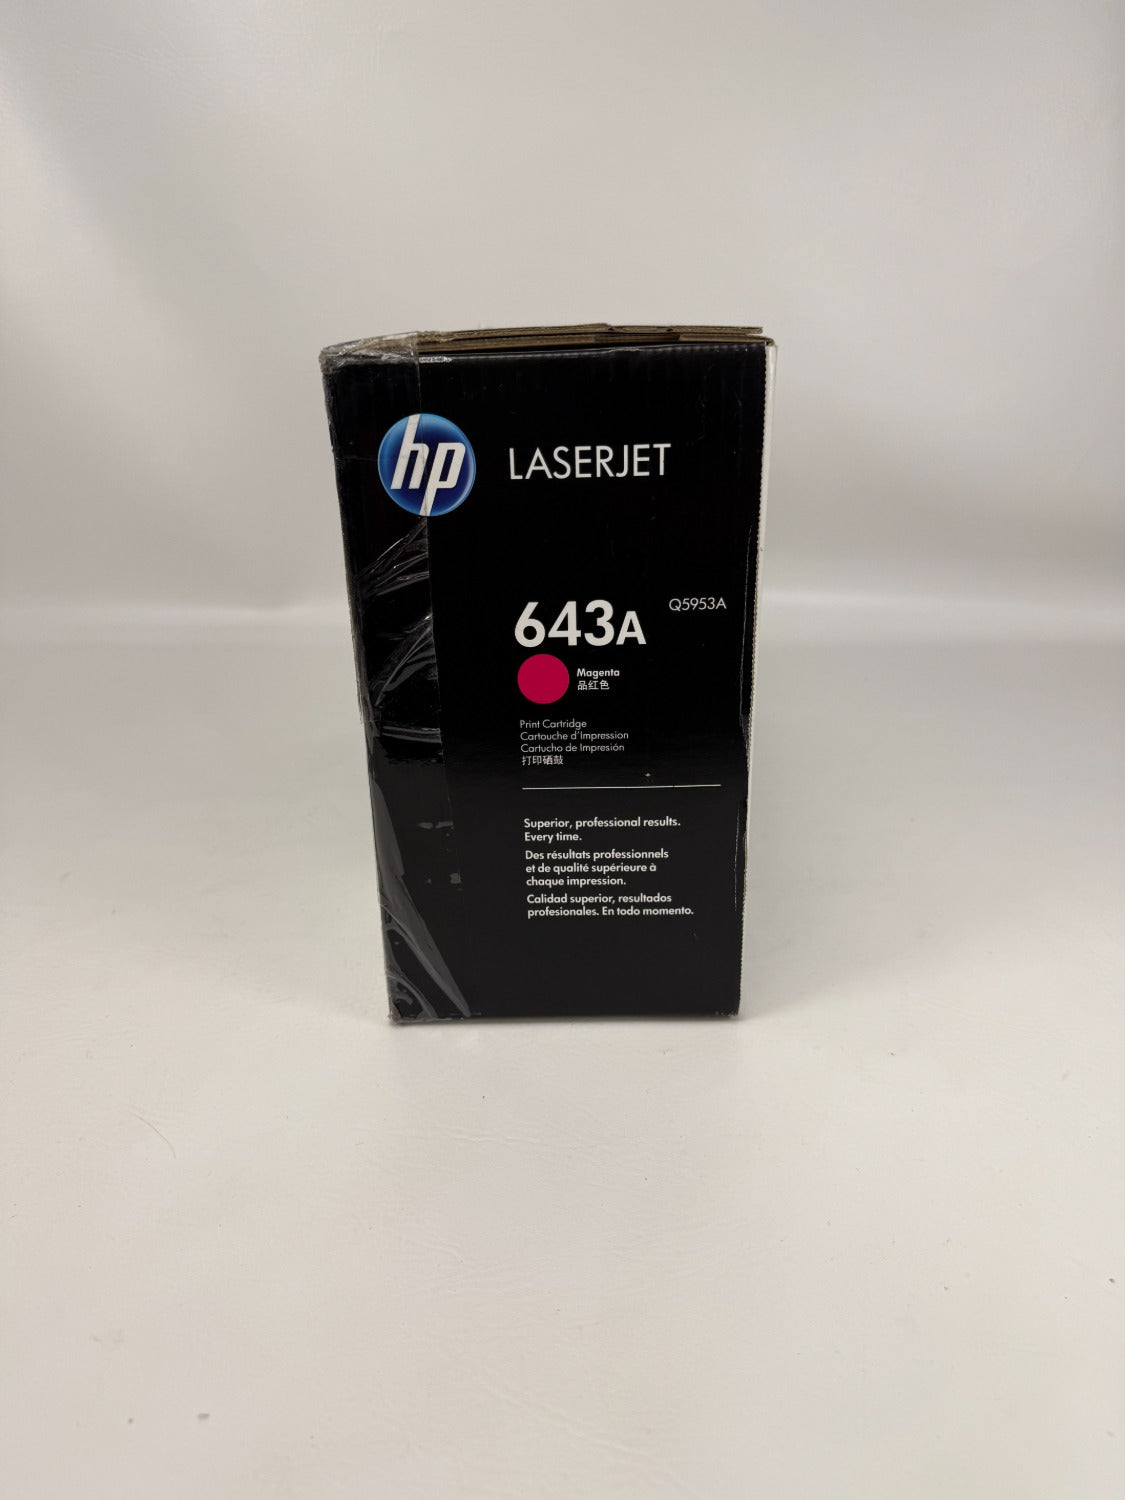 hp
LASERJET
643A
Q5953A
Magenta
品红色
Print Cartridge
Cartouche d'Impression
Cartucho de Impresión
打印硒鼓
Superior, professional results.
Every time.
Des résultats professionnels
et de qualité supérieure à
chaque impression.
Calidad superior, resultados
profesionales. En todo momento.